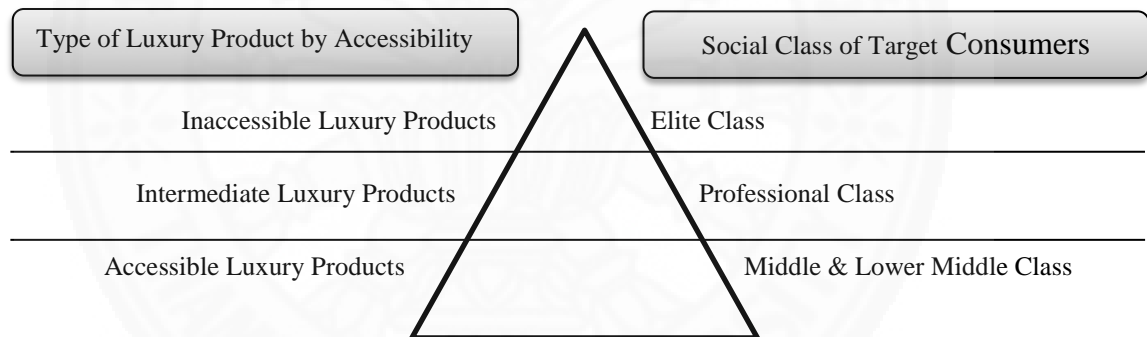 Type of Luxury Product by Accessibility
Social Class of Target Consumers
Inaccessible Luxury Products
Elite Class
Intermediate Luxury Products
Professional Class
Accessible Luxury Products
Middle & Lower Middle Class